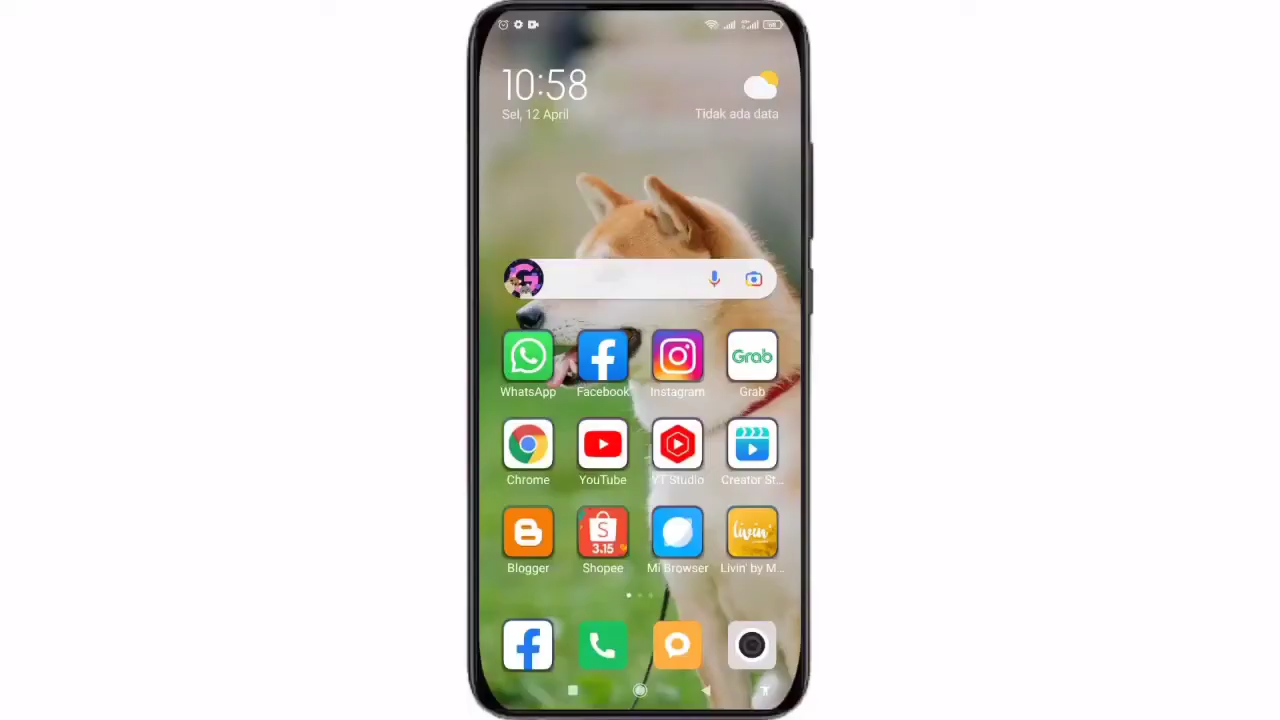 10:58
Sel, 12 April
Tidak ada data
WhatsApp
Facebook
Instagram
Grab
Grab
Chrome
YouTube
YT Studio
Creator St...
livin'
S
3.15
Blogger
Shopee
Mi Browser
Livin' by M...